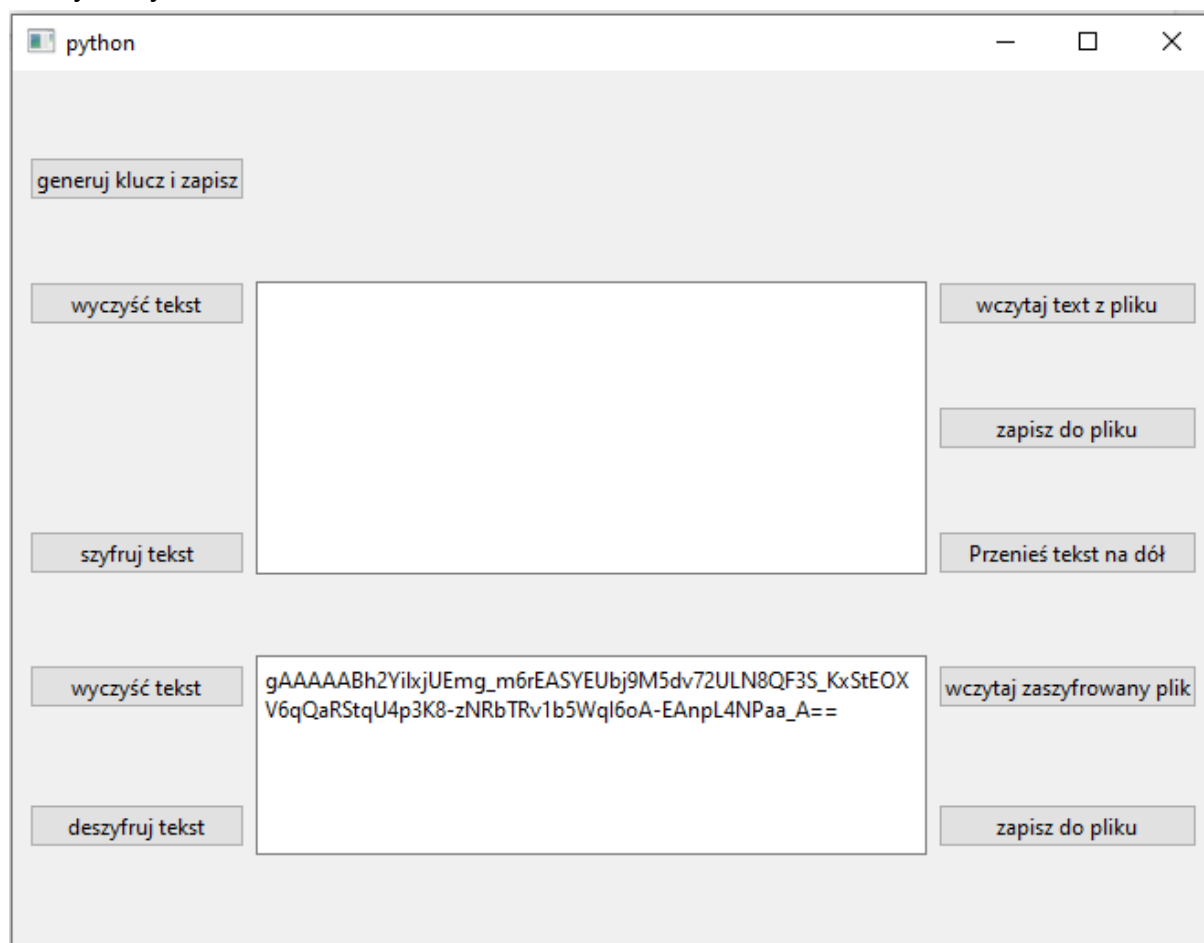 python
generuj klucz i zapisz
wyczyść tekst
wczytaj text z pliku
zapisz do pliku
szyfruj tekst
Przenieś tekst na dół
wyczyść tekst
gAAAAABh2YilxjUEmg_m6rEASYEUbj9M5dv72ULN8QF3S_KxStEOX
V6qQaRStqU4p3K8-zNRbTRv1b5Wql6oA-EAnpL4NPaa_A==
wczytaj zaszyfrowany plik
deszyfruj tekst
zapisz do pliku